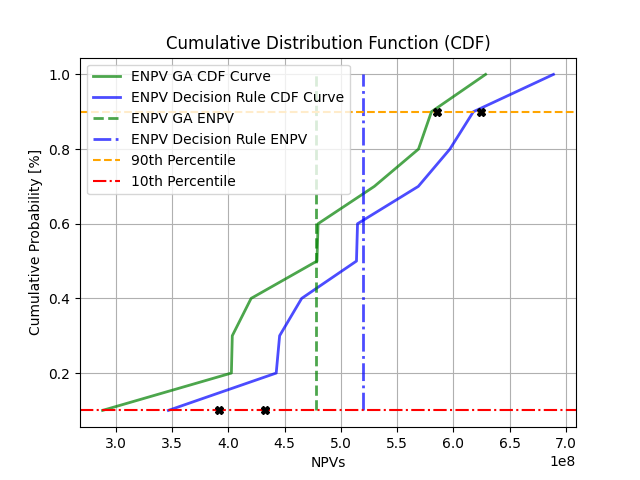 Cumulative Distribution Function (CDF)
ENPV GA CDF Curve
ENPV Decision Rule CDF Curve
ENPV GA ENPV
ENPV Decision Rule ENPV
90th Percentile
10th Percentile
Cumulative Probability [%]
1.0
0.8
0.6
0.4
0.2
3.0 3.5 4.0 4.5 5.0 5.5 6.0 6.5 7.0
1e8
NPVs